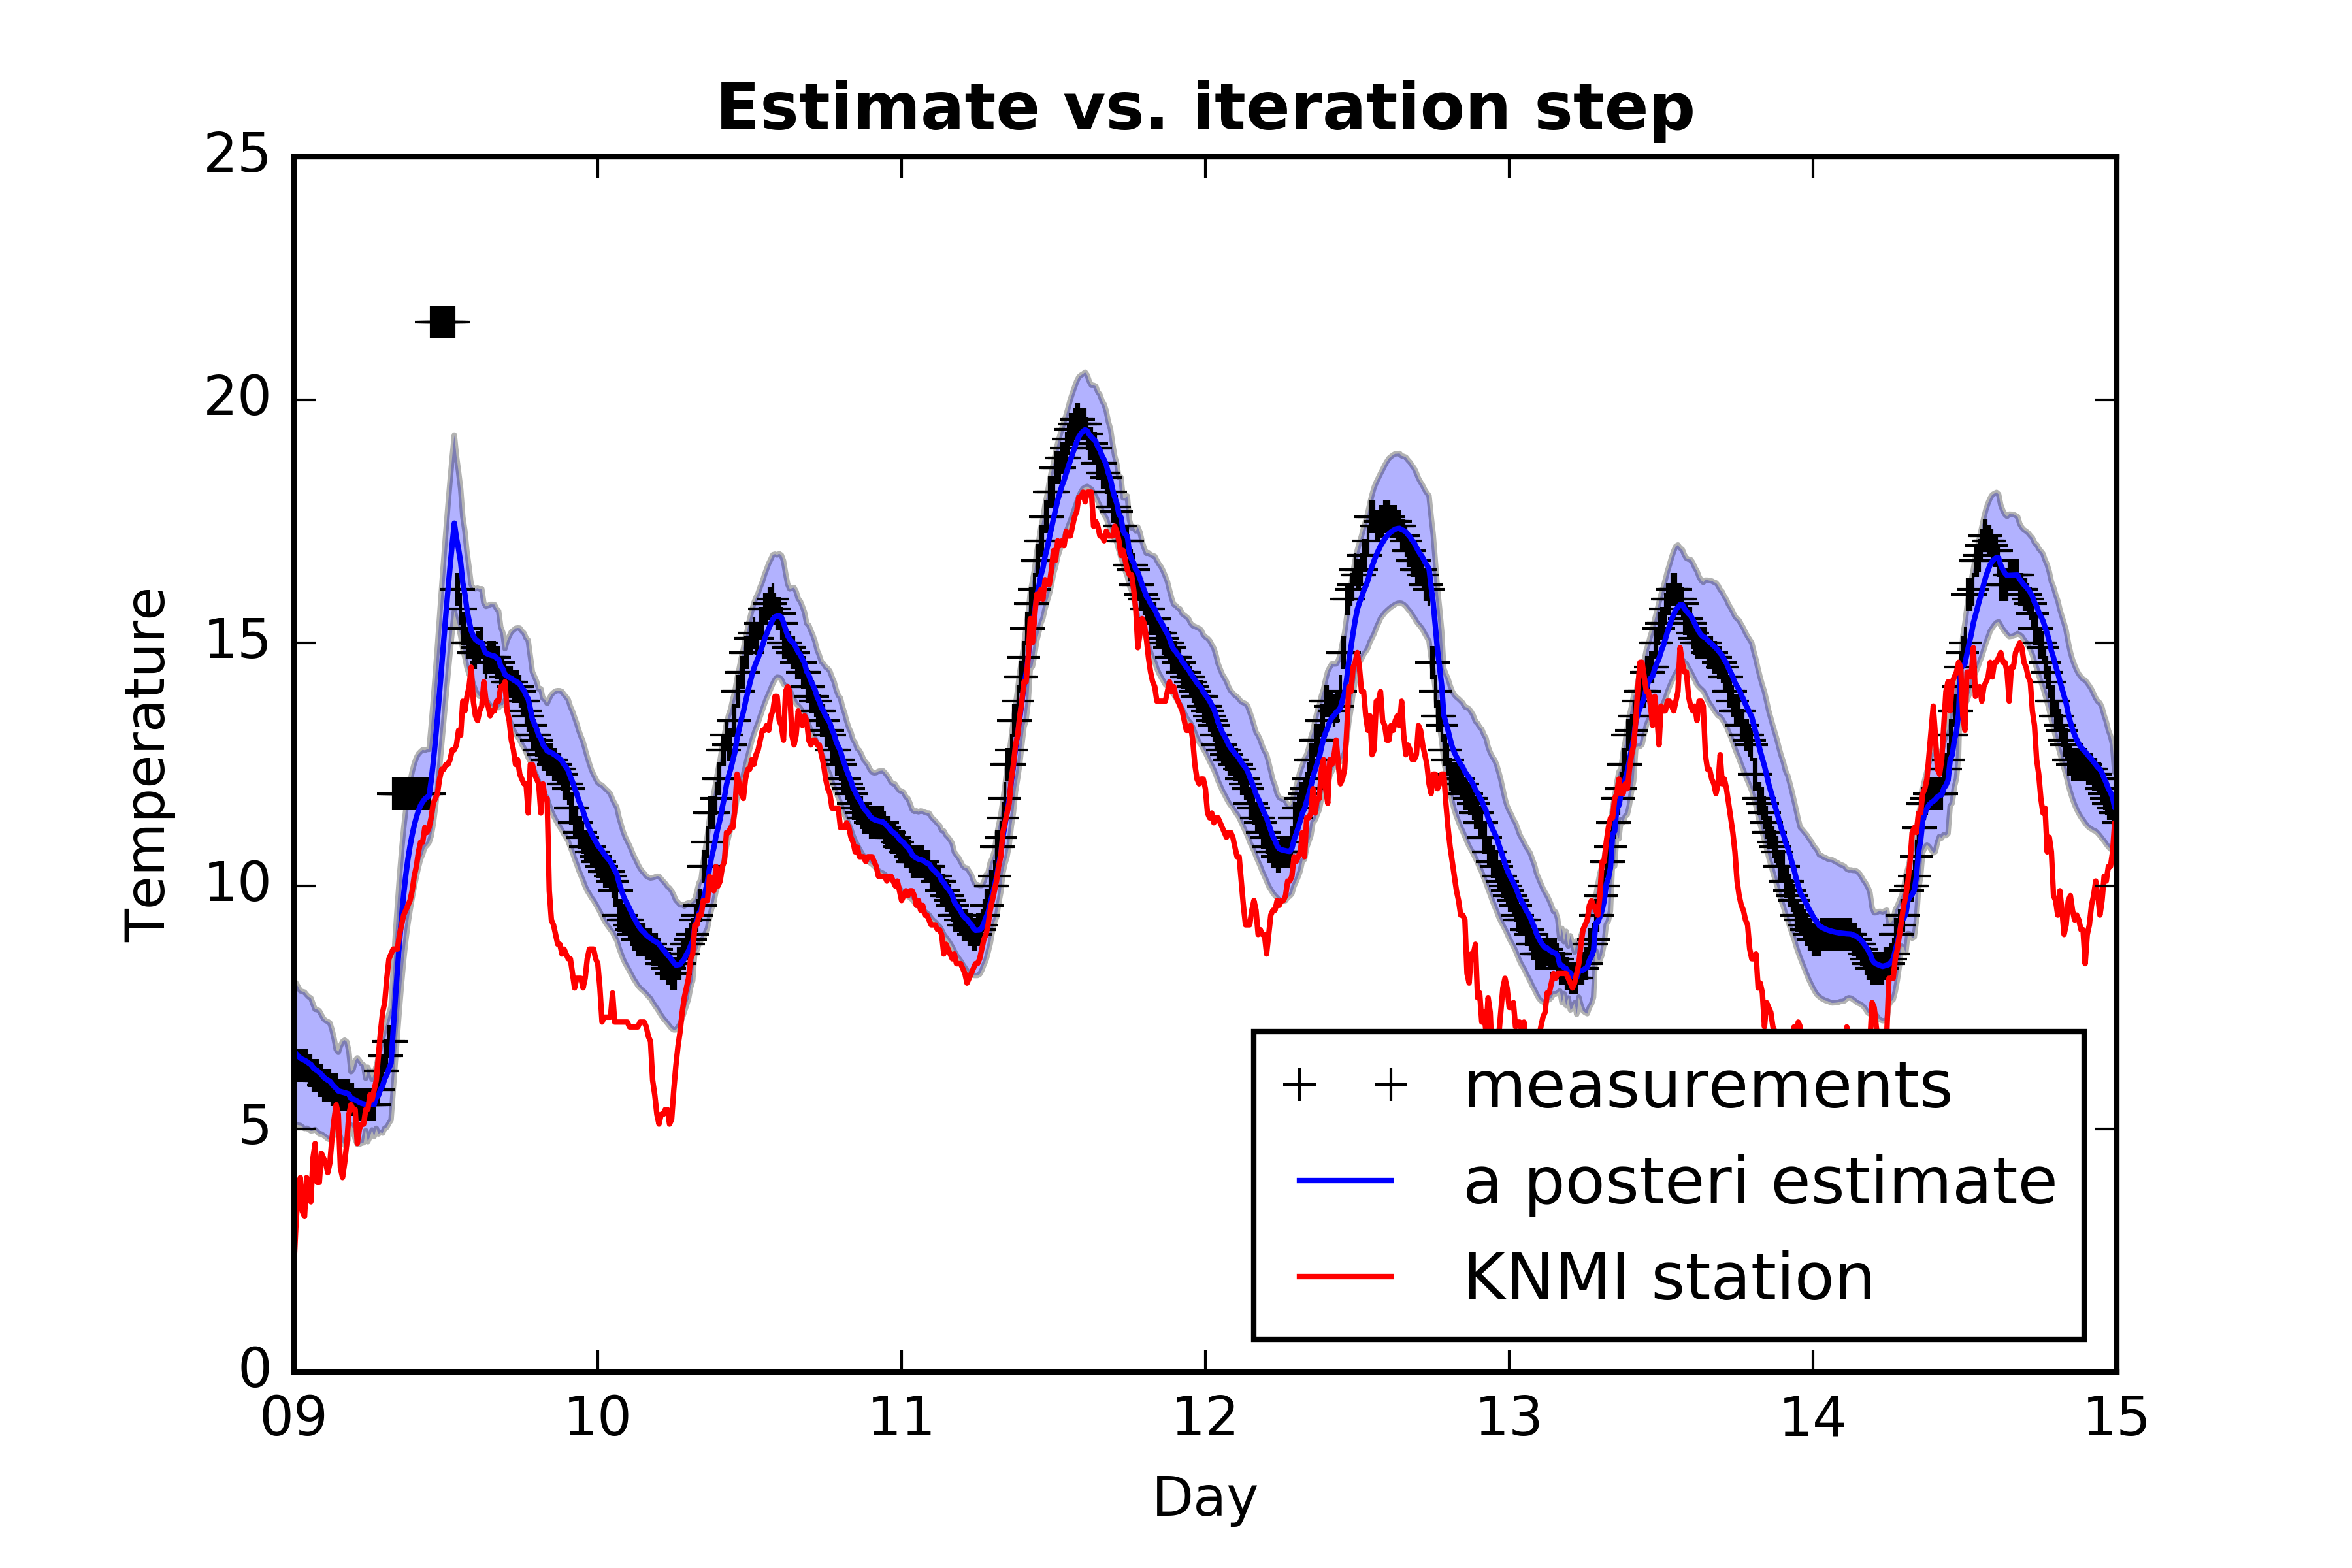 Estimate vs. iteration step
25
20
15
10
5
0
Temperature
09 10 11 12 13 14 15
Day
measurements
a posteri estimate
KNMI station